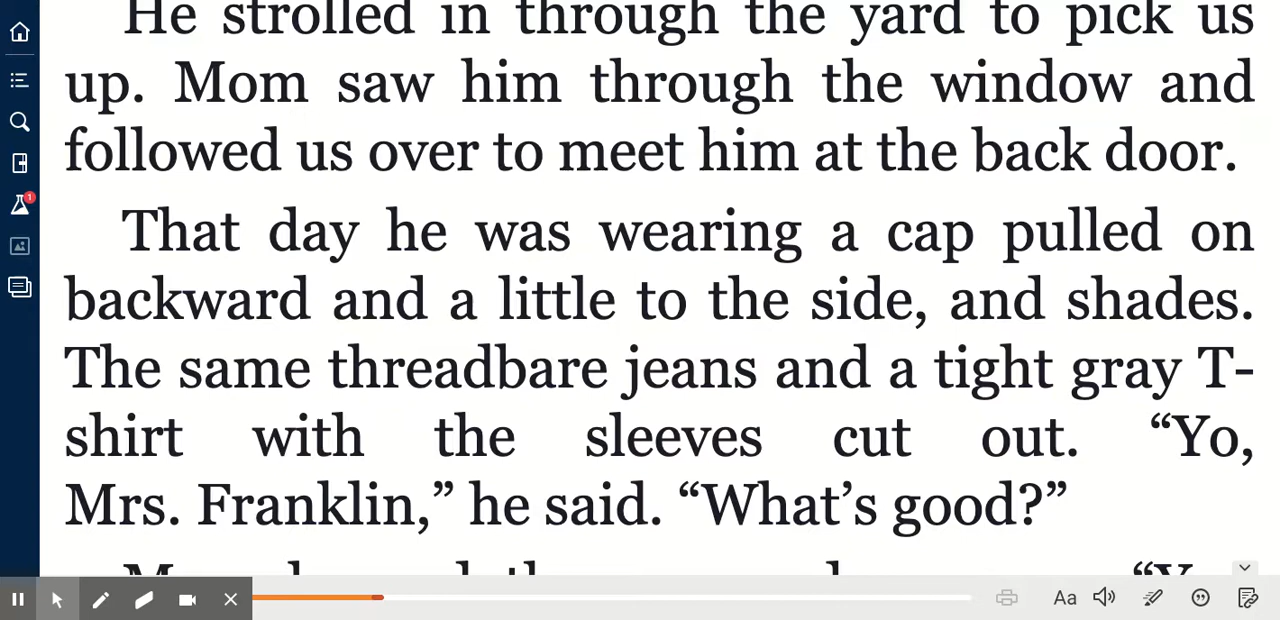 He strolled in through the yard to pick us
up. Mom saw him through the window and
followed us over to meet him at the back door.
That day he was wearing a cap pulled on
backward and a little to the side, and shades.
The same threadbare jeans and a tight gray T-
shirt with the sleeves cut out. “Yo,
Mrs. Franklin,” he said. “What’s good?”
1
Aa